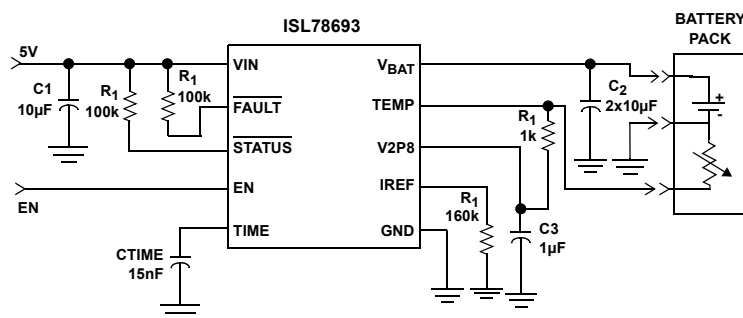 ISL78693
BATTERY
PACK
5V
VIN
VBAT
C1
10µF
R1
100k
R1
100k
FAULT
TEMP
C2
2x10µF
+
-
R1
1k
STATUS
V2P8
EN
IREF
EN
R1
160k
TIME
GND
C3
1µF
CTIME
15nF